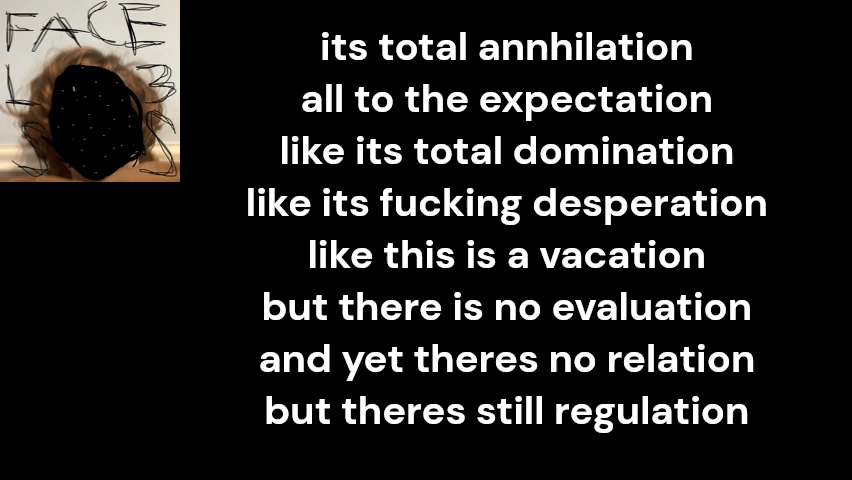 FACE
L B
S S
its total annhilation
all to the expectation
like its total domination
like its fucking desperation
like this is a vacation
but there is no evaluation
and yet theres no relation
but theres still regulation